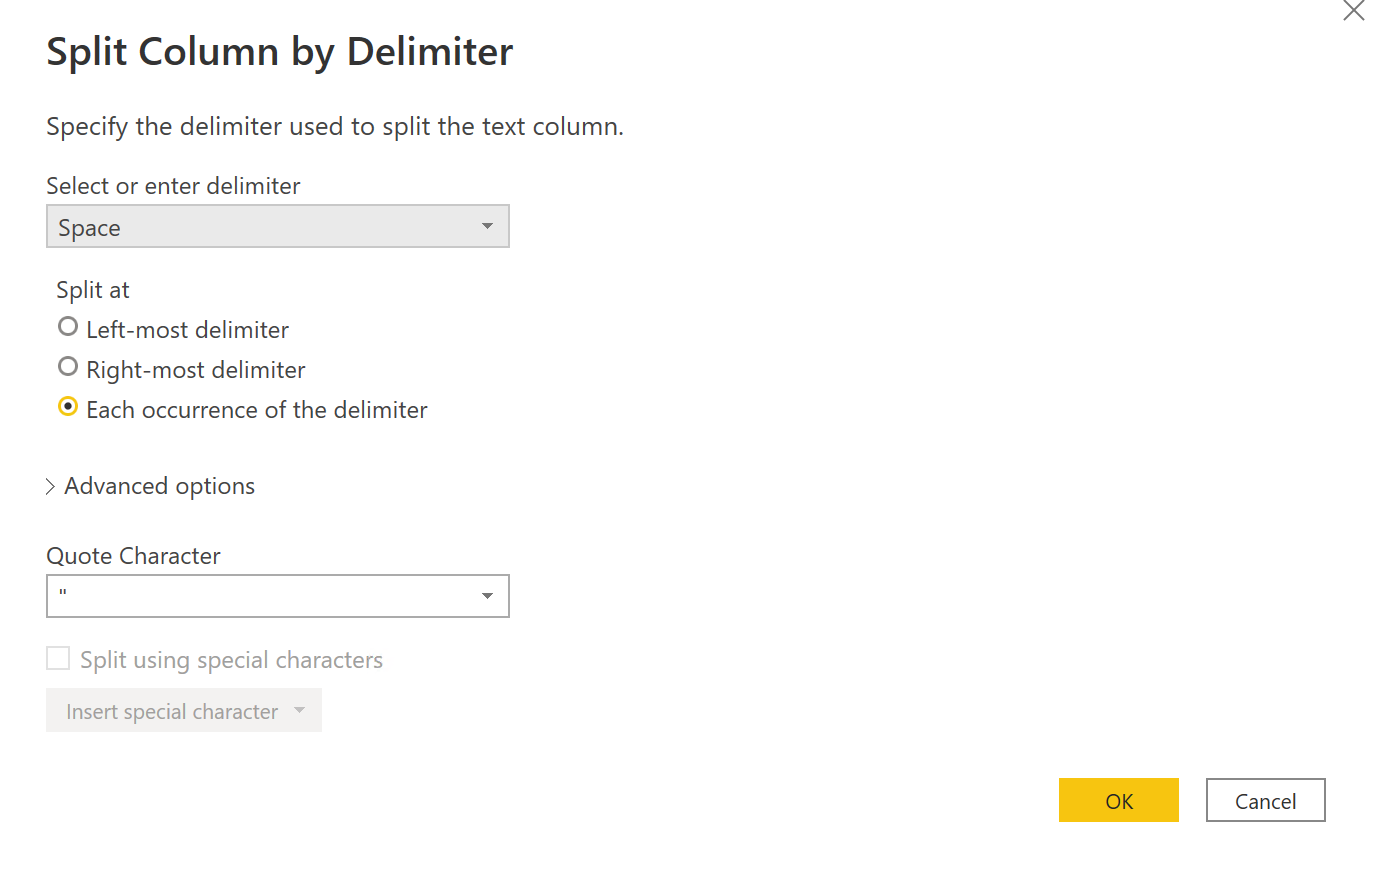 Split Column by Delimiter
Specify the delimiter used to split the text column.
Select or enter delimiter
Space
Split at
Left-most delimiter
Right-most delimiter
Each occurrence of the delimiter
Advanced options
Quote Character
"
Split using special characters
Insert special character
OK
Cancel